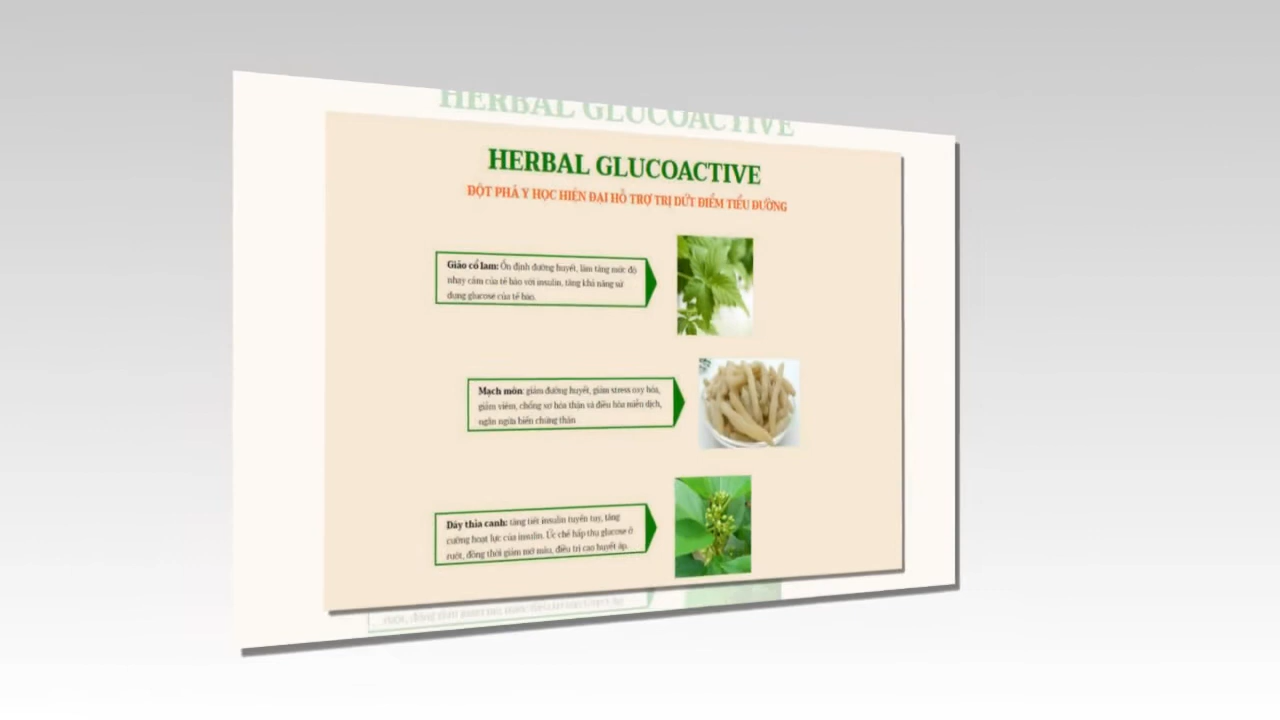 HERBAL GLUCOACTIVE
HERBAL GLUCOACTIVE
ĐỘT PHÁ Y HỌC HIỆN ĐẠI HỖ TRỢ TRỊ DỨT ĐIỂM TIỂU ĐƯỜNG
Giảo cổ lam: Ổn định đường huyết, làm tăng mức độ
nhạy cảm của tế bào với insulin, tăng khả năng sử
dụng glucose của tế bào.
Mạch môn: giảm đường huyết, giảm stress oxy hóa,
giảm viêm, chống xơ hóa thận và điều hòa miễn dịch,
ngăn ngừa biến chứng thận
Dây thìa canh: tăng tiết insulin tuyến tụy, tăng
cường hoạt lực của insulin. Ức chế hấp thụ glucose ở
ruột, đồng thời giảm mỡ máu, điều trị cao huyết áp.